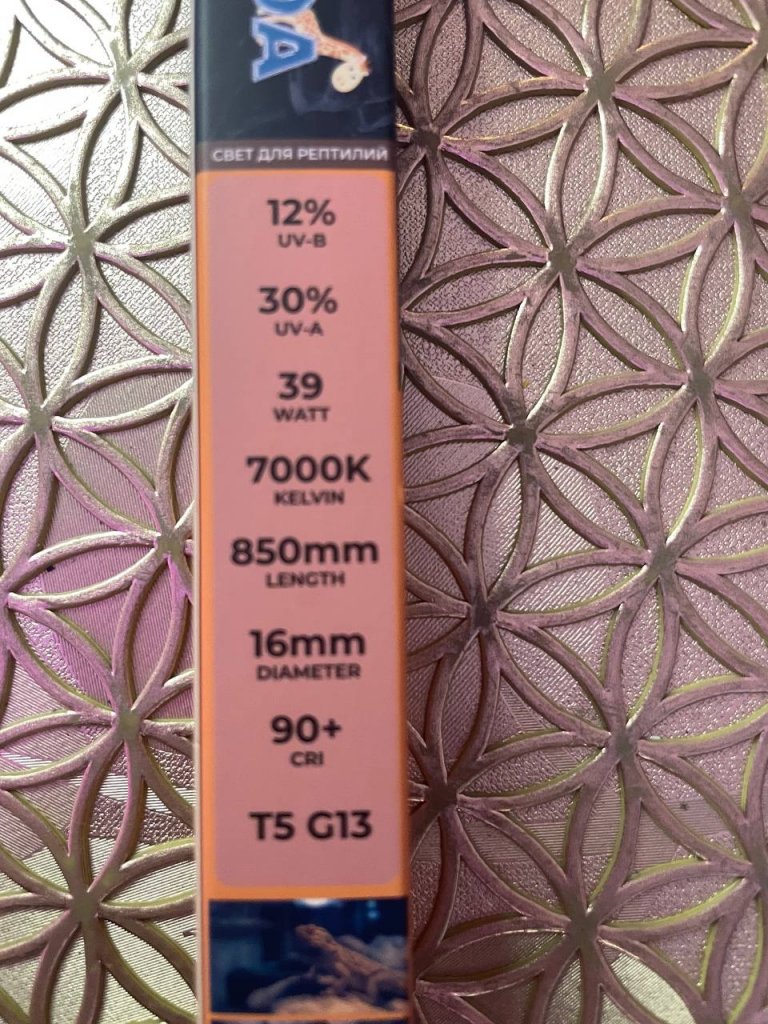 СВЕТ ДЛЯ РЕПТИЛИЙ
12%
UV-B
30%
UV-A
39
WATT
7000K
KELVIN
850mm
LENGTH
16mm
DIAMETER
90+
CRI
T5 G13